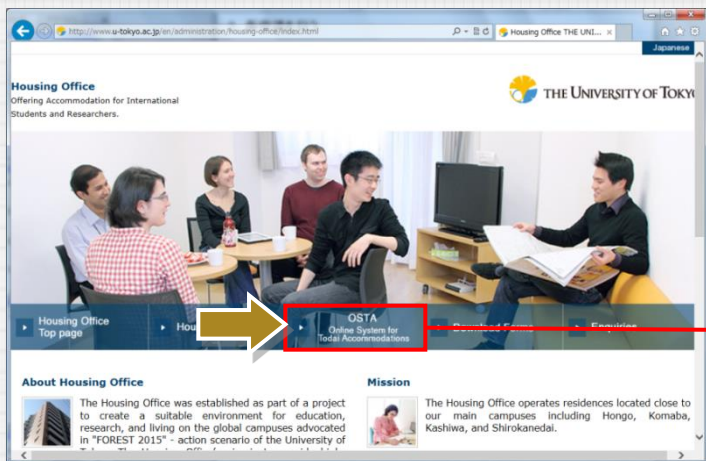 http://www.u-tokyo.ac.jp/en/administration/housing-office/index.html
Housing Office THE UNI...
Japanese
Housing Office
Offering Accommodation for International
Students and Researchers.
THE UNIVERSITY OF TOKY
Housing Office
Top page
Hou
OSTA
Online System for
Todai Accommodations
Download Forms
Enquiries
About Housing Office
The Housing Office was established as part of a project
to create a suitable environment for education,
research, and living on the global campuses advocated
in "FOREST 2015" - action scenario of the University of
Mission
The Housing Office operates residences located close to
our main campuses including Hongo, Komaba,
Kashiwa, and Shirokanedai.